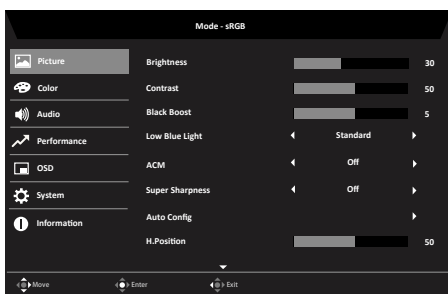 Mode - sRGB
Picture
Brightness 30
Color
Contrast 50
Audio
Black Boost 5
Performance
Low Blue Light Standard
OSD
ACM Off
System
Super Sharpness Off
Information
Auto Config
H.Position 50
Move Enter Exit